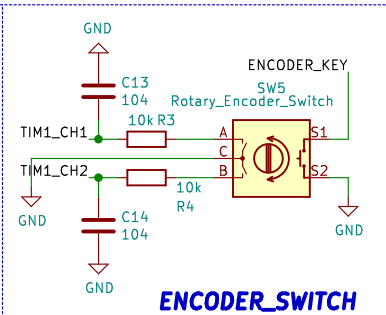 GND
C13
104
ENCODER_KEY
SW5
Rotary_Encoder_Switch
TIM1_CH1
10k R3
A
S1
C
TIM1_CH2
B
S2
10k
R4
GND
C14
104
GND
GND
ENCODER_SWITCH